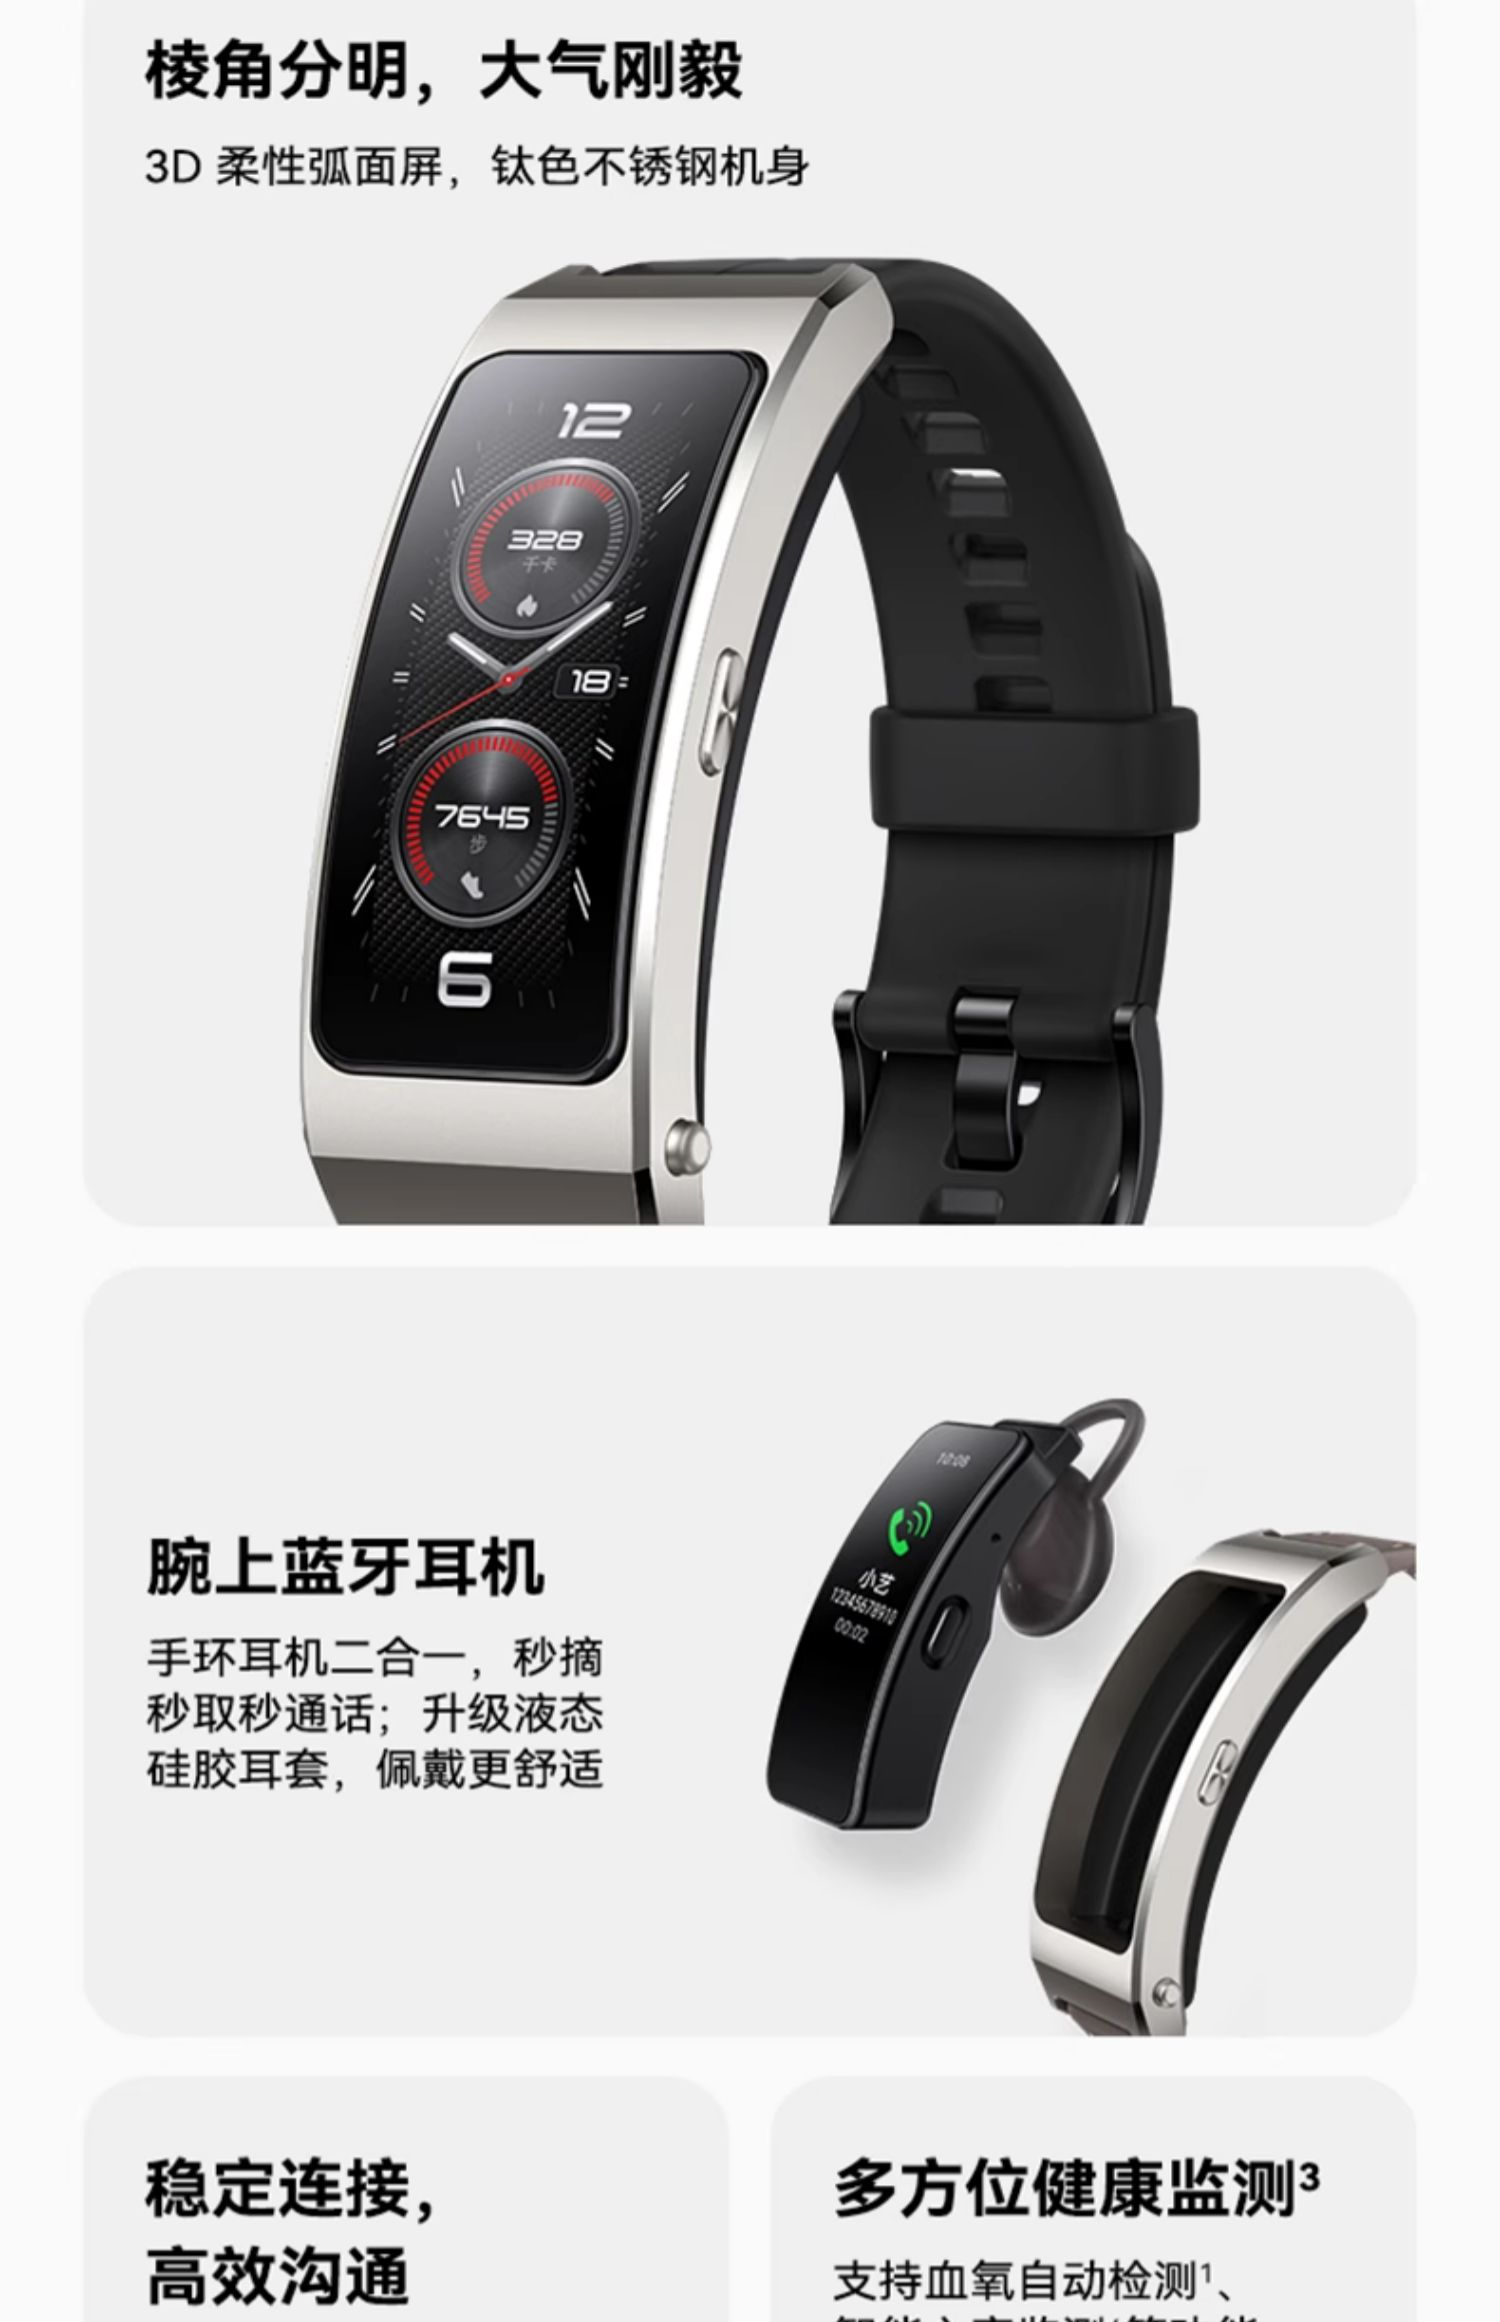 棱角分明，大气刚毅
3D 柔性弧面屏，钛色不锈钢机身
12
328
千卡
18
7645
步
6
10:08
小艺
12345678910
00:02
腕上蓝牙耳机
手环耳机二合一，秒摘
秒取秒通话；升级液态
硅胶耳套，佩戴更舒适
稳定连接，
高效沟通
多方位健康监测³
支持血氧自动检测¹、